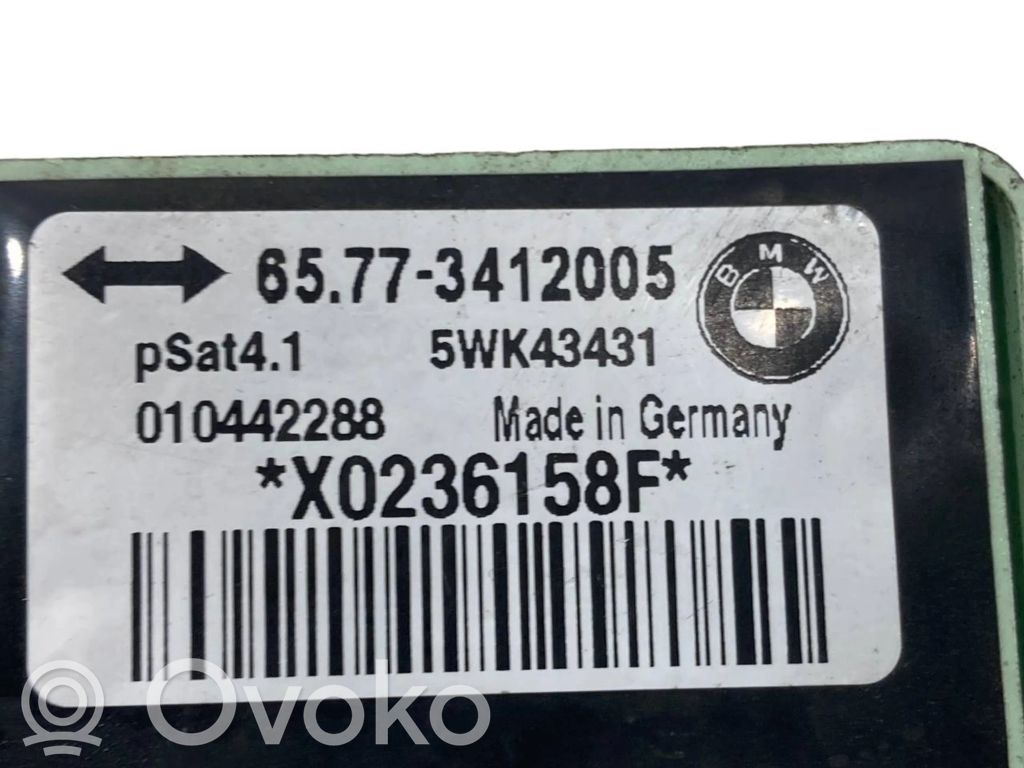 65.77-3412005
BMW
pSat4.1 5WK43431
010442288 Made in Germany
*X0236158F*
Ovoko